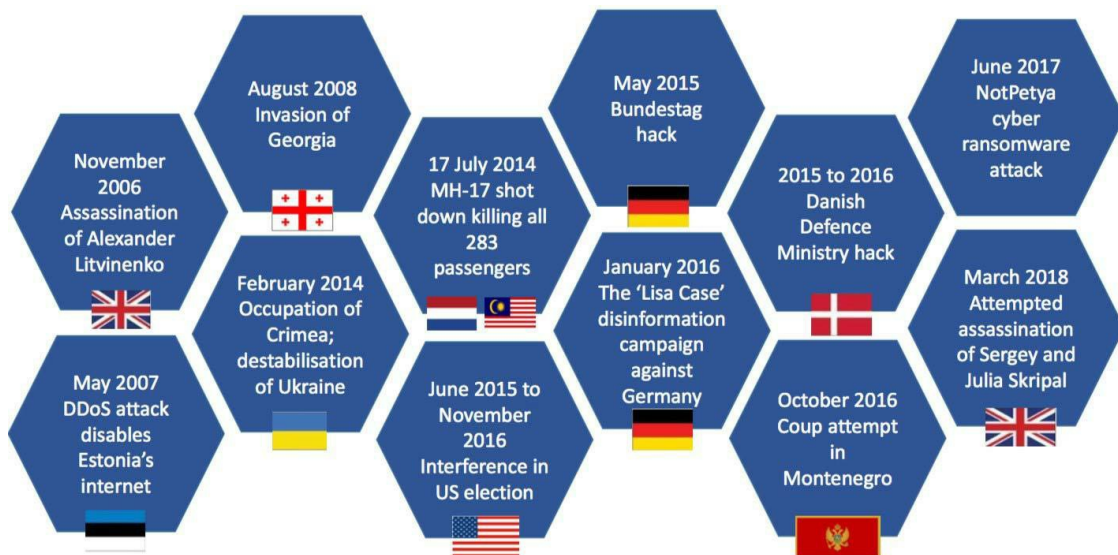 November
2006
Assassination
of Alexander
Litvinenko
May 2007
DDoS attack
disables
Estonia's
internet
August 2008
Invasion of
Georgia
February 2014
Occupation of
Crimea;
destabilisation
of Ukraine
17 July 2014
MH-17 shot
down killing all
283
passengers
June 2015 to
November
2016
Interference in
US election
May 2015
Bundestag
hack
January 2016
The ‘Lisa Case’
disinformation
campaign
against
Germany
2015 to 2016
Danish
Defence
Ministry hack
October 2016
Coup attempt
in
Montenegro
June 2017
NotPetya
cyber
ransomware
attack
March 2018
Attempted
assassination
of Sergey and
Julia Skripal